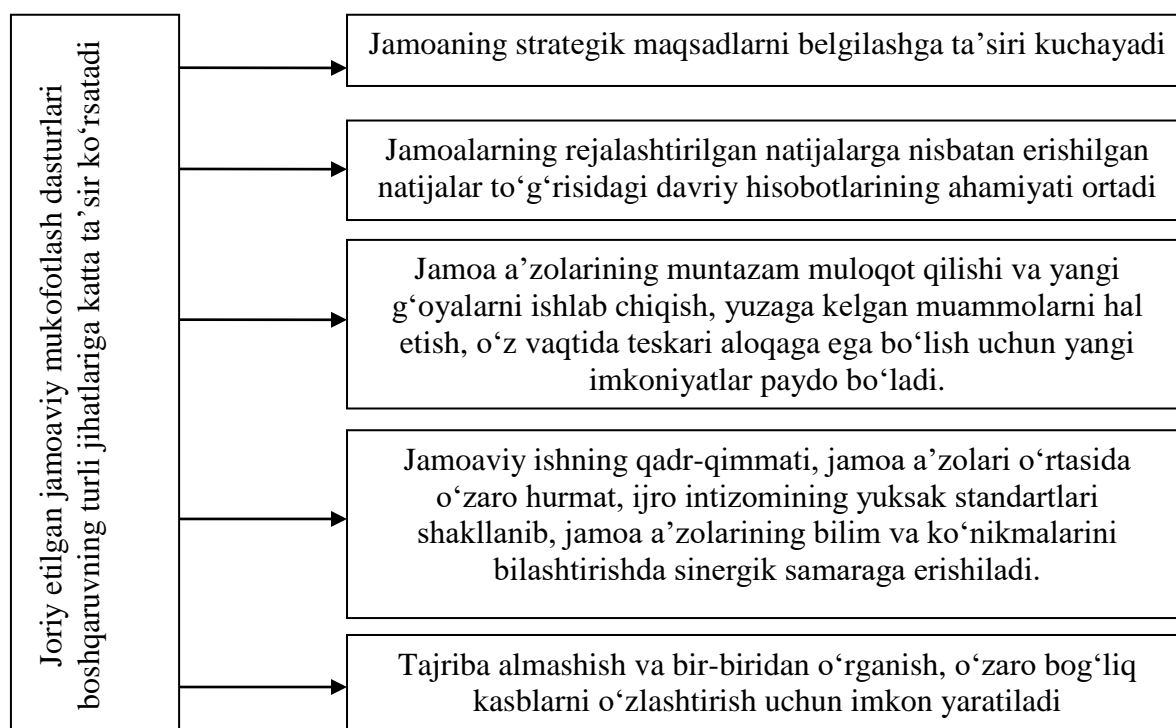 Joriy etilgan jamoaviy mukofotlash dasturlari
boshqaruvning turli jihatlariga katta ta’sir ko‘rsatadi
Jamoaning strategik maqsadlarni belgilashga ta’siri kuchayadi
Jamoalarning rejalashtirilgan natijalarga nisbatan erishilgan
natijalar to‘g‘risidagi davriy hisobotlarining ahamiyati ortadi
Jamoa a’zolarining muntazam muloqot qilishi va yangi
g‘oyalarni ishlab chiqish, yuzaga kelgan muammolarni hal
etish, o‘z vaqtida teskari aloqaga ega bo‘lish uchun yangi
imkoniyatlar paydo bo‘ladi.
Jamoaviy ishning qadr-qimmati, jamoa a’zolari o‘rtasida
o‘zaro hurmat, ijro intizomining yuksak standartlari
shakllanib, jamoa a’zolarining bilim va ko‘nikmalarini
bilashtirishda sinergik samaraga erishiladi.
Tajriba almashish va bir-biridan o‘rganish, o‘zaro bog‘liq
kasblarni o‘zlashtirish uchun imkon yaratiladi